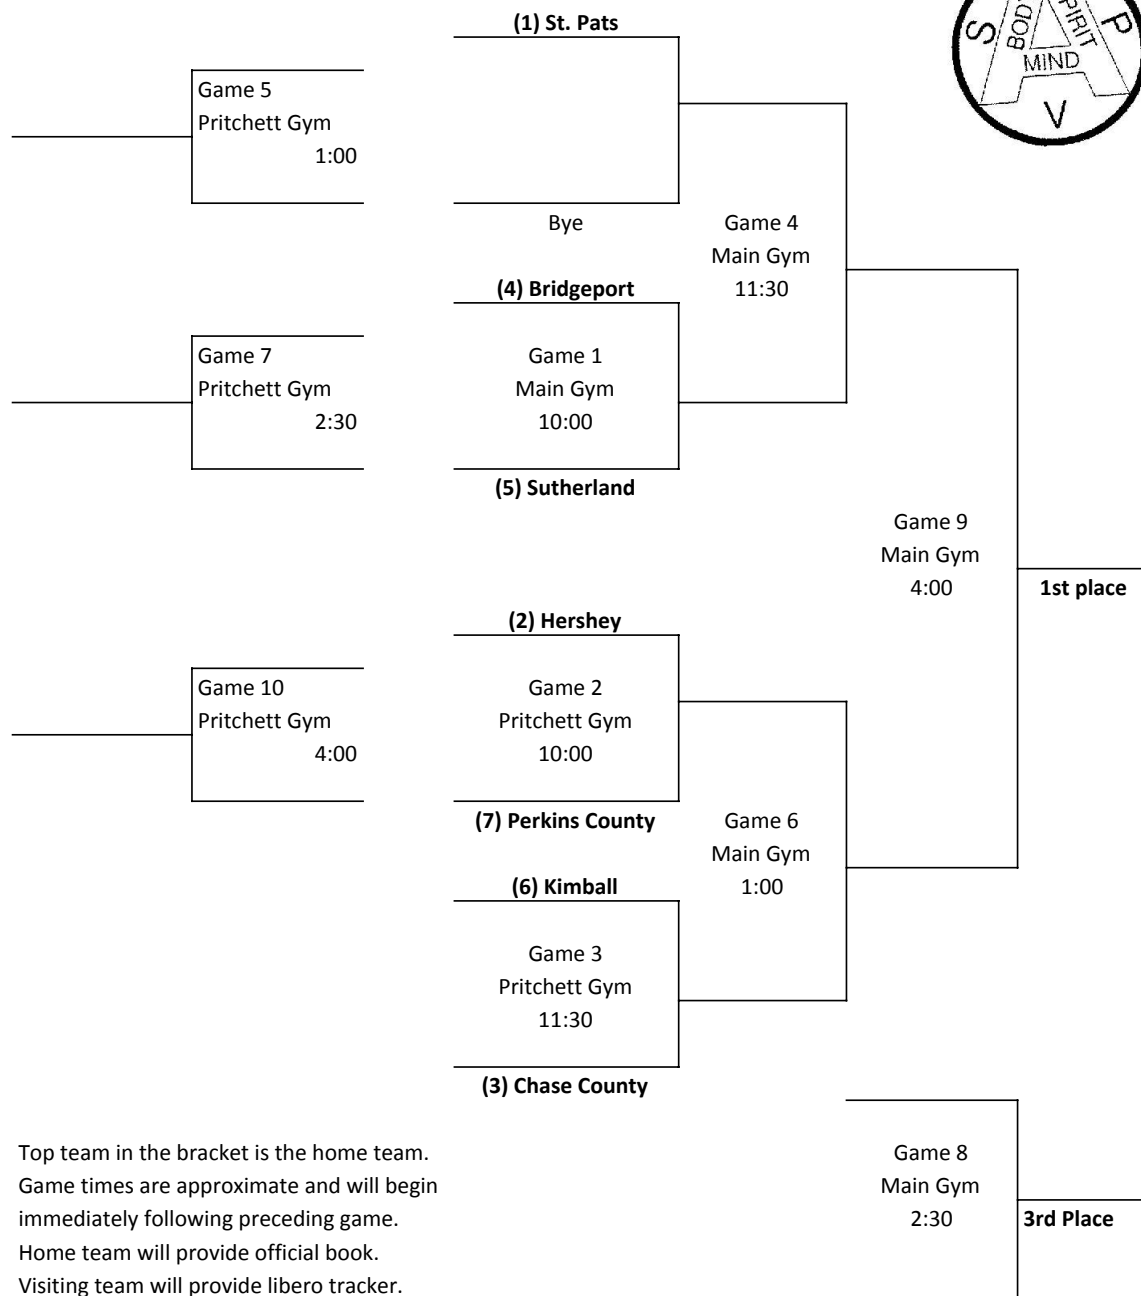 (1) St. Pats
S
BODY
SPIRIT
P
MIND
V
Game 5
Pritchett Gym
1:00
Bye
Game 4
Main Gym
11:30
(4) Bridgeport
Game 7
Pritchett Gym
2:30
Game 1
Main Gym
10:00
(5) Sutherland
Game 9
Main Gym
4:00
1st place
(2) Hershey
Game 10
Pritchett Gym
4:00
Game 2
Pritchett Gym
10:00
(7) Perkins County
Game 6
Main Gym
1:00
(6) Kimball
Game 3
Pritchett Gym
11:30
(3) Chase County
Top team in the bracket is the home team.
Game times are approximate and will begin
immediately following preceding game.
Home team will provide official book.
Visiting team will provide libero tracker.
Game 8
Main Gym
2:30
3rd Place